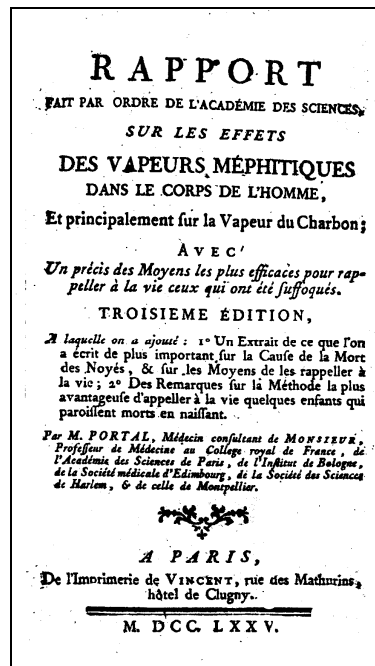 RAPPORT
FAIT PAR ORDRE DE L'ACADÉMIE DES SCIENCES,
SUR LES EFFETS
DES VAPEURS MÉPHITIQUES
DANS LE CORPS DE L'HOMME,
Et principalement ſur la Vapeur du Charbon;
AVEC
Un précis des Moyens les plus efficaces pour rap-
peller à la vie ceux qui ont été ſuffoqués.
TROISIEME ÉDITION,
A laquelle on a ajouté : 1° Un Extrait de ce que l'on
a écrit de plus important ſur la Cauſe de la Mort
des Noyés, & ſur les Moyens de les rappeller à
la vie ; 2° Des Remarques ſur la Méthode la plus
avantageuſe d'appeller à la vie quelques enfants qui
paroiſſent morts en naiſſant.
Par M. PORTAL, Médecin conſultant de MONSIEUR,
Profeſſeur de Médecine au College royal de France, de
l'Académie des Sciences de Paris, de l'Inſtitut de Bologne,
de la Société médicale d'Edimbourg, de la Société des Sciences
de Harlem, & de celle de Montpellier.
A PARIS,
De l'Imprimerie de VINCENT, rue des Mathurins,
hôtel de Clugny.
M. DCC. LXXV.